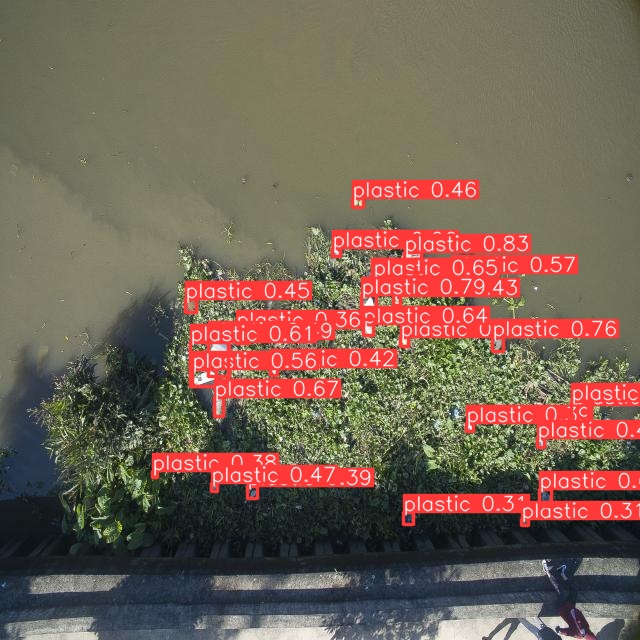 plastic 0.46
plastic
plastic 0.83
plastic 0.65
ic 0.57
plastic 0.79
43
plastic 0.45
plastic 0.64
plastic 0.36
plastic 0.61
9
plastic
plastic 0.76
plastic 0.56
ic 0.42
plastic 0.67
plastic
plastic
plastic
plastic 0.38
plastic 0.47
.39
plastic 0.
plastic 0.31
plastic 0.31